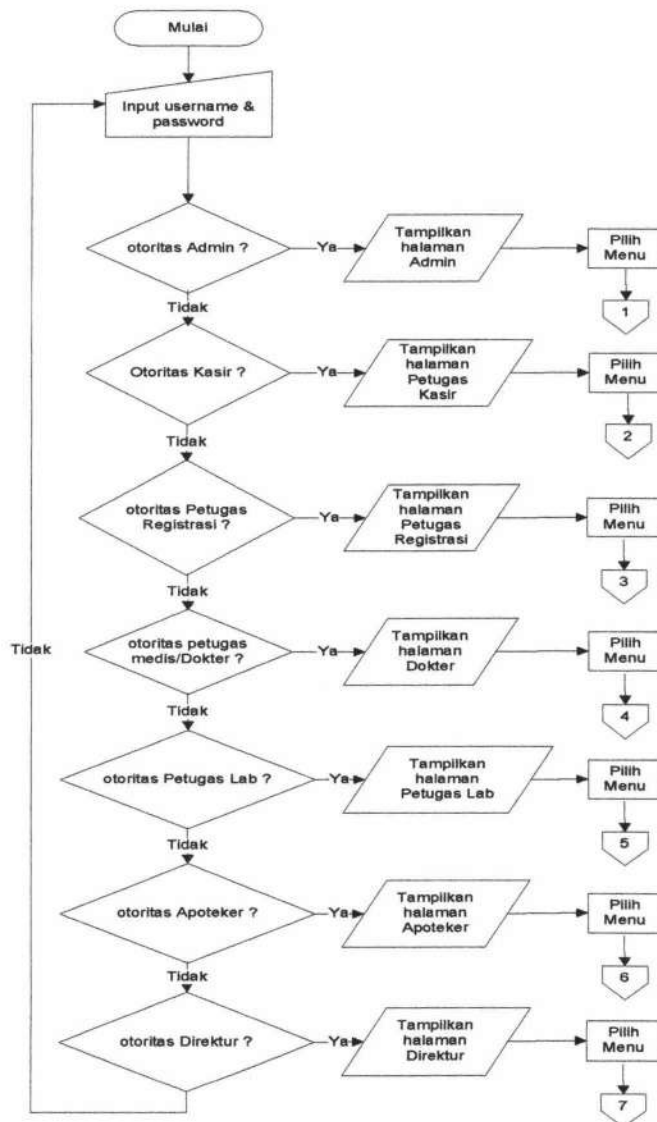 Mulai
Input username &
password
otoritas Admin ?
Ya
Tampilkan
halaman
Admin
Pilih
Menu
1
Tidak
Otoritas Kasir ?
Ya
Tampilkan
halaman
Petugas
Kasir
Pilih
Menu
2
Tidak
otoritas Petugas
Registrasi ?
Ya
Tampilkan
halaman
Petugas
Registrasi
Pilih
Menu
3
Tidak
Tidak
otoritas petugas
medis/Dokter ?
Ya
Tampilkan
halaman
Dokter
Pilih
Menu
4
Tidak
otoritas Petugas Lab ?
Ya
Tampilkan
halaman
Petugas Lab
Pilih
Menu
5
Tidak
otoritas Apoteker ?
Ya
Tampilkan
halaman
Apoteker
Pilih
Menu
6
Tidak
otoritas Direktur ?
Ya
Tampilkan
halaman
Direktur
Pilih
Menu
7